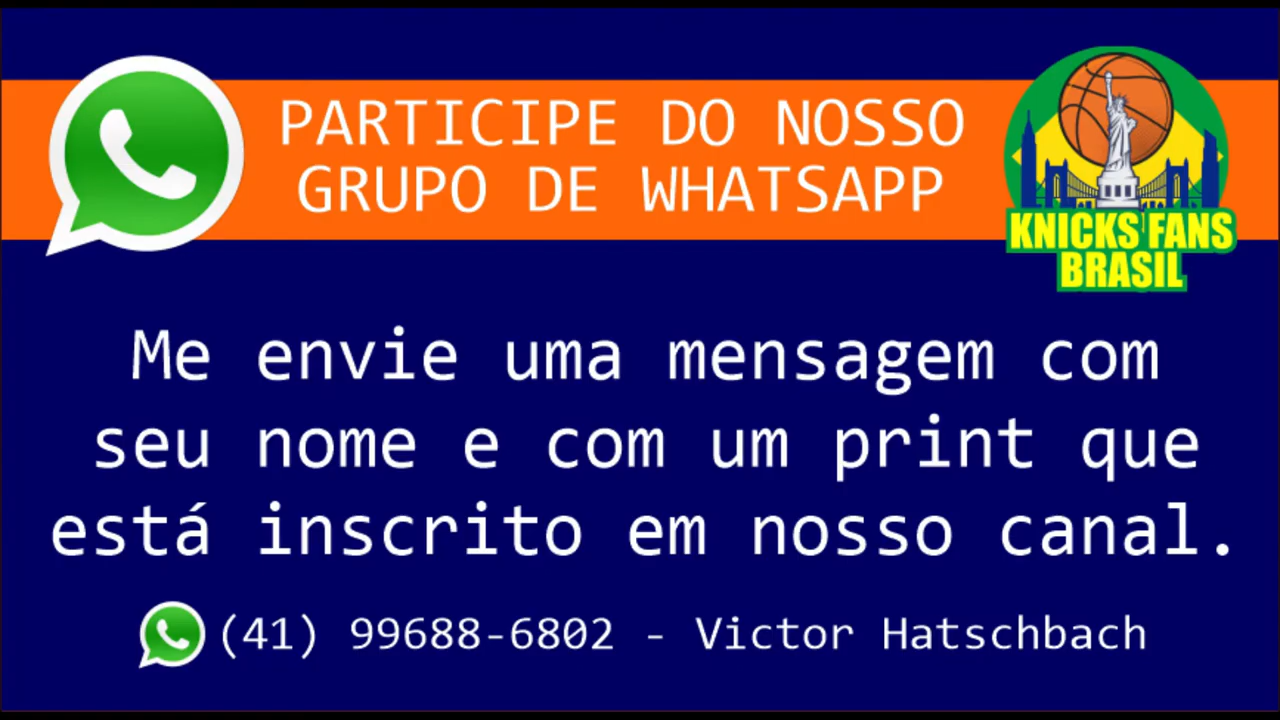 PARTICIPE DO NOSSO
GRUPO DE WHATSAPP
KNICKS FANS
BRASIL
Me envie uma mensagem com
seu nome e com um print que
está inscrito em nosso canal.
(41) 99688-6802 - Victor Hatschbach